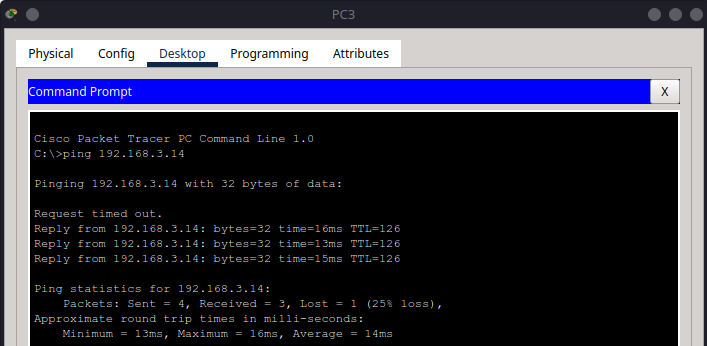 PC3
Physical Config Desktop Programming Attributes
Command Prompt X
Cisco Packet Tracer PC Command Line 1.0
C:\>ping 192.168.3.14
Pinging 192.168.3.14 with 32 bytes of data:
Request timed out.
Reply from 192.168.3.14: bytes=32 time=16ms TTL=126
Reply from 192.168.3.14: bytes=32 time=13ms TTL=126
Reply from 192.168.3.14: bytes=32 time=15ms TTL=126
Ping statistics for 192.168.3.14:
    Packets: Sent = 4, Received = 3, Lost = 1 (25% loss),
Approximate round trip times in milli-seconds:
    Minimum = 13ms, Maximum = 16ms, Average = 14ms